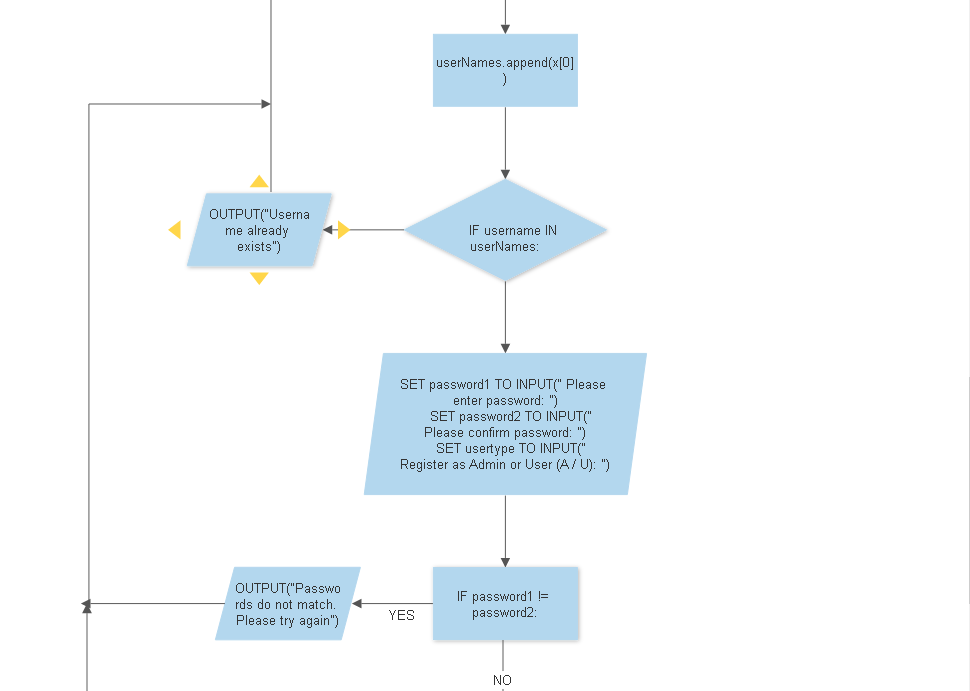 userNames.append(x[0]
)
OUTPUT("Userna
me already
exists")
IF username IN
userNames:
SET password1 TO INPUT(" Please
enter password: ")
SET password2 TO INPUT("
Please confirm password: ")
SET usertype TO INPUT("
Register as Admin or User (A / U): ")
OUTPUT("Passwo
rds do not match.
Please try again")
YES
IF password1 !=
password2:
NO